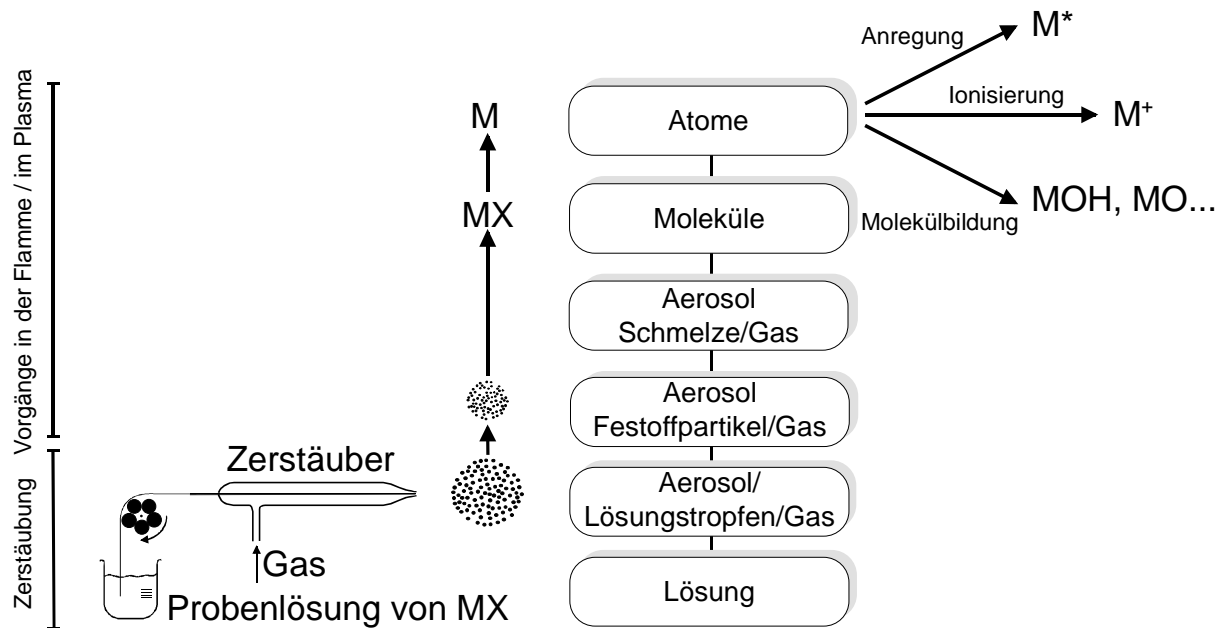 Vorgänge in der Flamme / im Plasma
Zerstäubung
M
MX
Zerstäuber
Gas
Probenlösung von MX
Atome
Moleküle
Aerosol
Schmelze/Gas
Aerosol
Festoffpartikel/Gas
Aerosol/
Lösungstropfen/Gas
Lösung
Anregung
M*
Ionisierung
M⁺
Molekülbildung
MOH, MO...